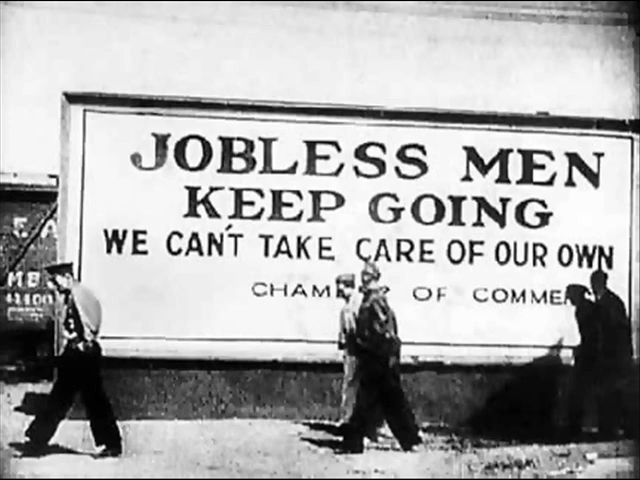 JOBLESS MEN
KEEP GOING
WE CAN'T TAKE CARE OF OUR OWN
CHAM OF COMME